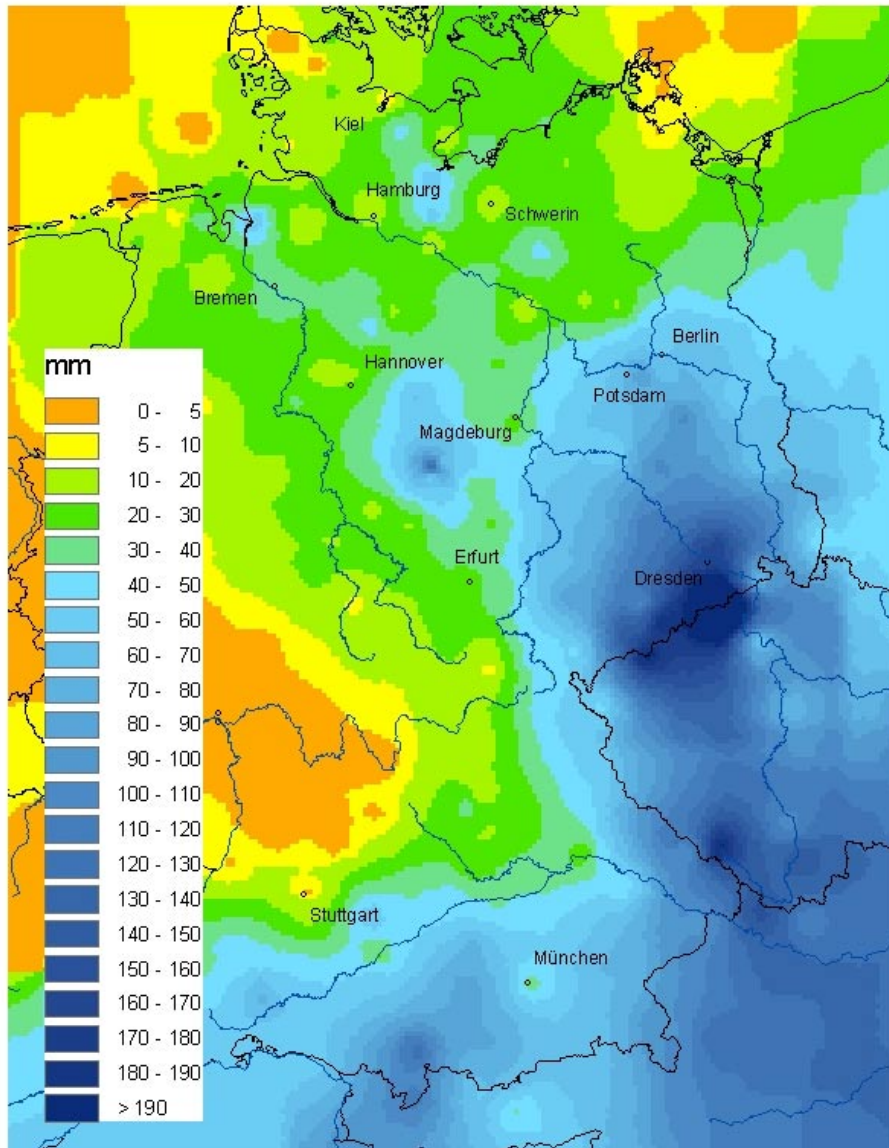 Kiel
Hamburg
Schwerin
Bremen
Berlin
Hannover
Potsdam
Magdeburg
Erfurt
Dresden
Stuttgart
München
mm
0 - 5
5 - 10
10 - 20
20 - 30
30 - 40
40 - 50
50 - 60
60 - 70
70 - 80
80 - 90
90 - 100
100 - 110
110 - 120
120 - 130
130 - 140
140 - 150
150 - 160
160 - 170
170 - 180
180 - 190
> 190